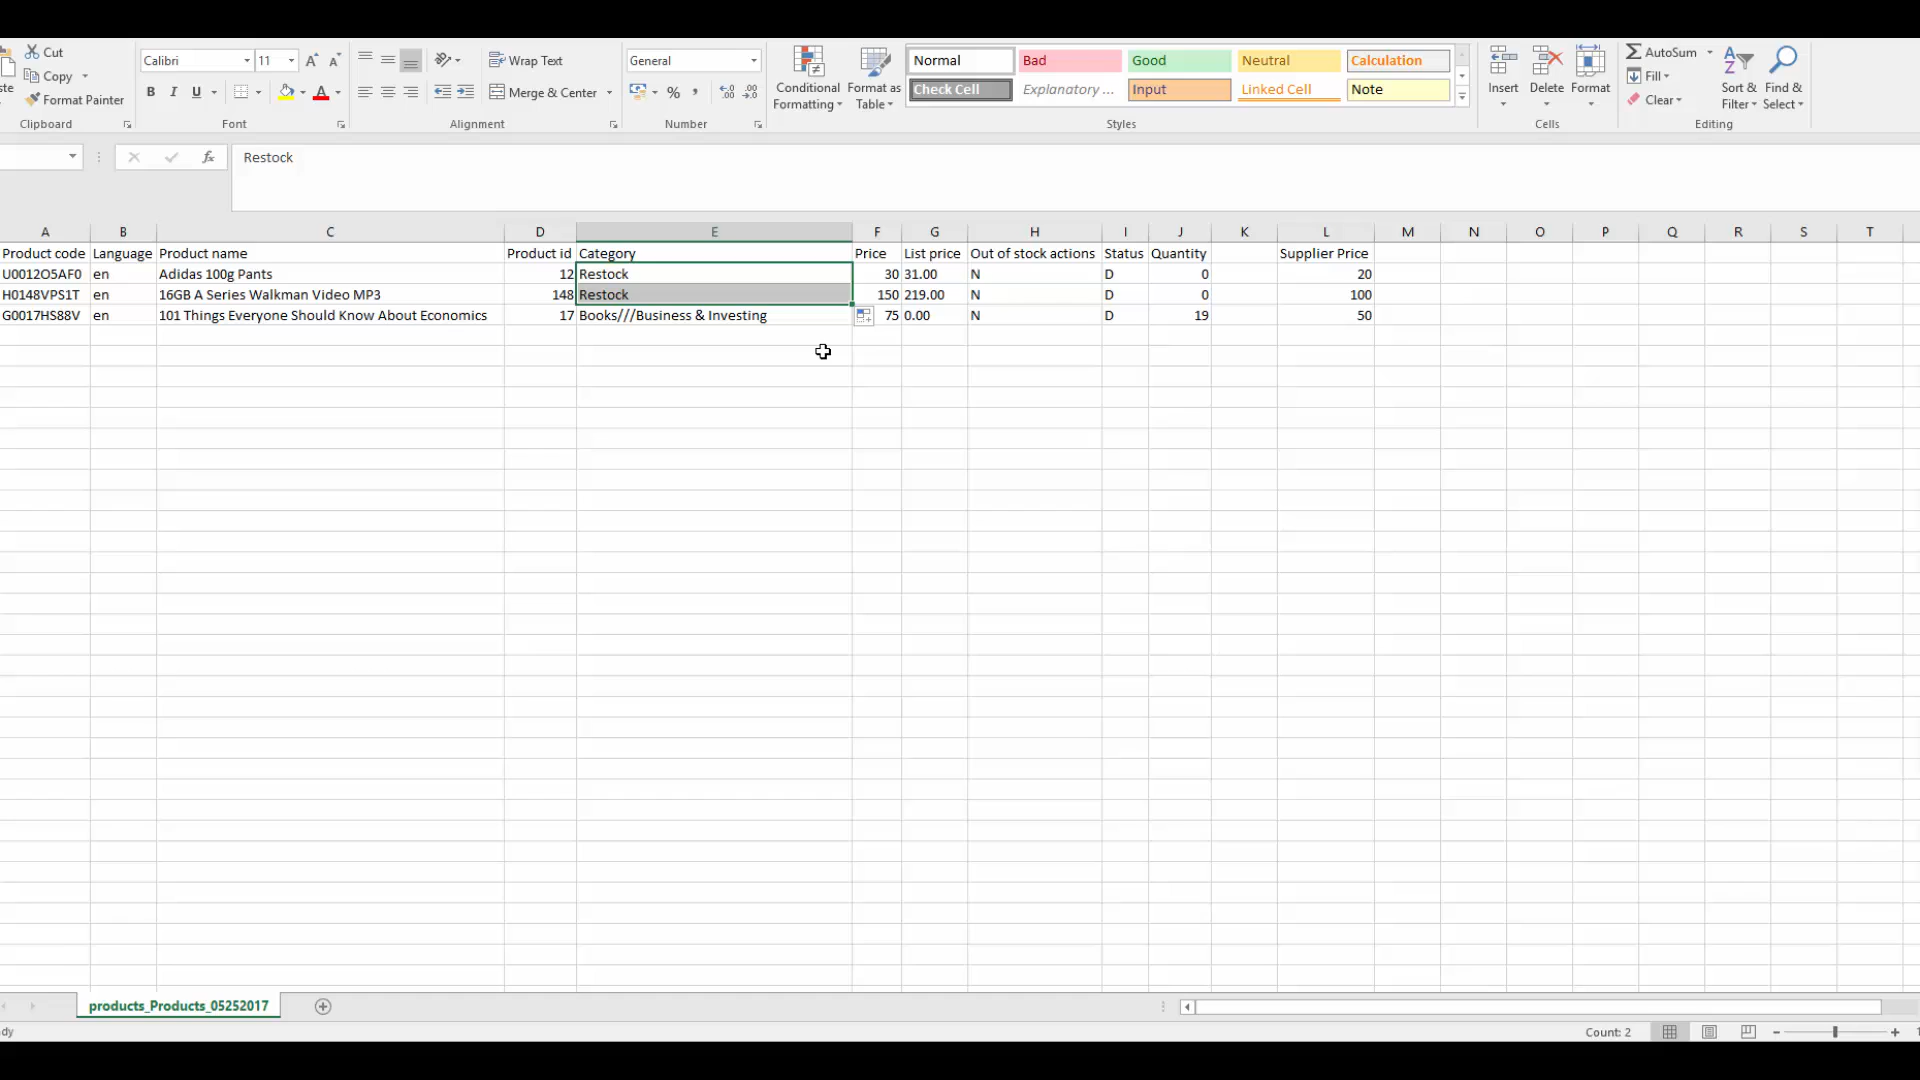 Cut
Copy
Format Painter
Clipboard
Calibri 11
B I U
Font
Wrap Text
Merge & Center
Alignment
General
Number
Conditional Formatting
Format as Table
Normal Bad Good Neutral Calculation
Check Cell Explanatory ... Input Linked Cell Note
Styles
Insert Delete Format
Cells
AutoSum
Fill
Clear
Sort & Filter
Find & Select
Editing
fx Restock
A B C D E F G H I J K L M N O P Q R S T
Product code Language Product name Product id Category Price List price Out of stock actions Status Quantity Supplier Price
U0012O5AF0 en Adidas 100g Pants 12 Restock 30 31.00 N D 0 20
H0148VPS1T en 16GB A Series Walkman Video MP3 148 Restock 150 219.00 N D 0 100
G0017HS88V en 101 Things Everyone Should Know About Economics 17 Books///Business & Investing 75 0.00 N D 19 50
products_Products_05252017
Count: 2